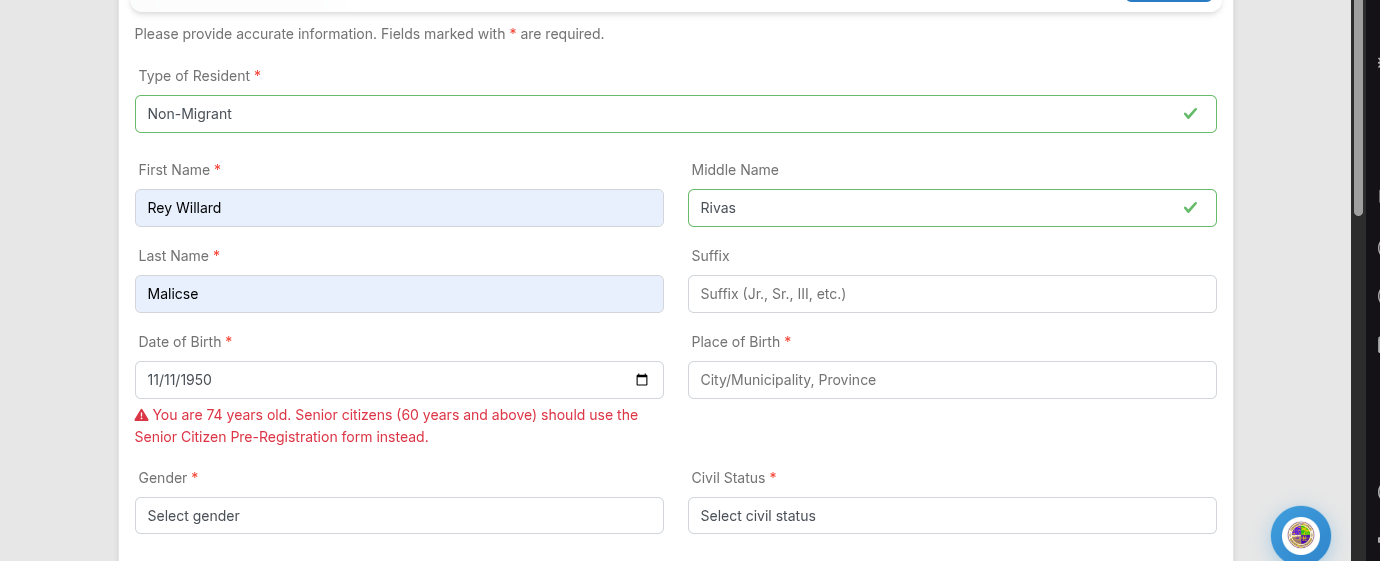 Please provide accurate information. Fields marked with * are required.
Type of Resident *
Non-Migrant
First Name *
Middle Name
Rey Willard
Rivas
Last Name *
Suffix
Malicse
Suffix (Jr., Sr., III, etc.)
Date of Birth *
Place of Birth *
11/11/1950
City/Municipality, Province
You are 74 years old. Senior citizens (60 years and above) should use the
Senior Citizen Pre-Registration form instead.
Gender *
Civil Status *
Select gender
Select civil status